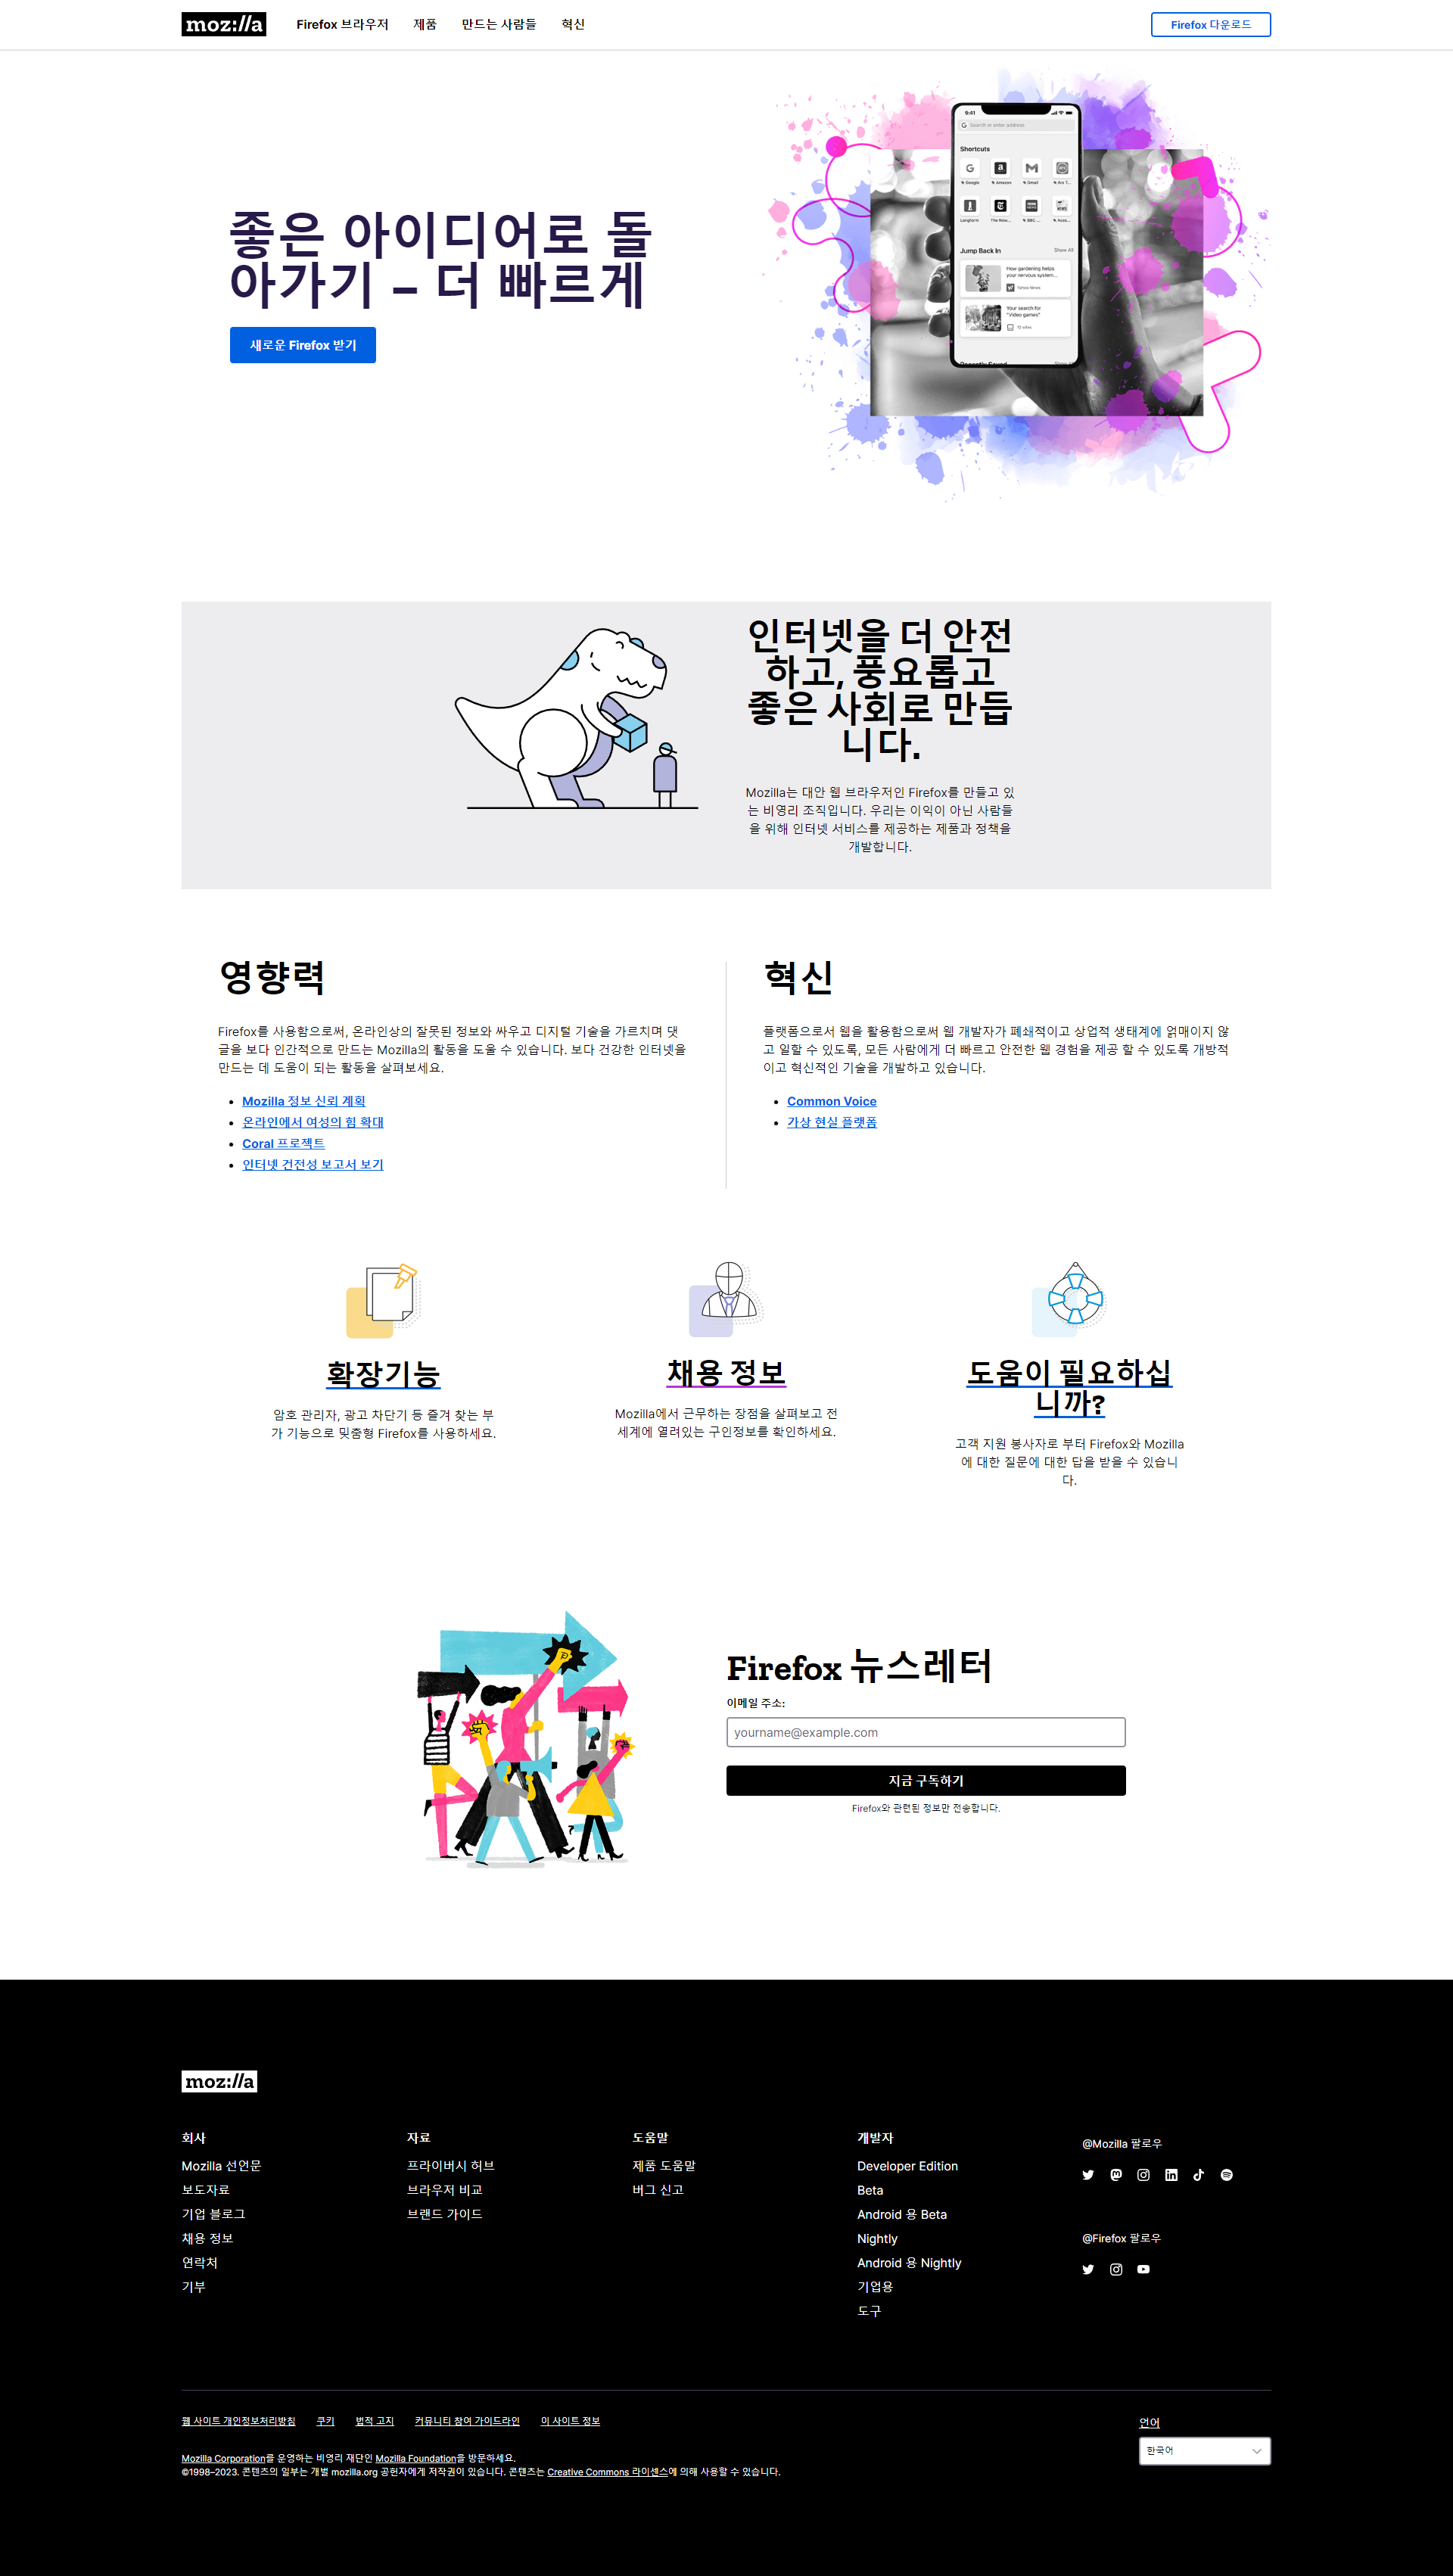 moz://a
Firefox 브라우저
제품
만드는 사람들
혁신
Firefox 다운로드
좋은 아이디어로 돌
아가기 – 더 빠르게
새로운 Firefox 받기
9:41
Search or enter address
Shortcuts
Google
Amazon
Gmail
Ars T...
Longform
The New...
BBC ...
Jump Back In
Show All
How gardening helps
your nervous system...
Yahoo News
Your search for
"Video games"
13 sites
Recently Saved
인터넷을 더 안전
하고, 풍요롭고
좋은 사회로 만듭
니다.
Mozilla는 대안 웹 브라우저인 Firefox를 만들고 있
는 비영리 조직입니다. 우리는 이익이 아닌 사람들
을 위해 인터넷 서비스를 제공하는 제품과 정책을
개발합니다.
영향력
Firefox를 사용함으로써, 온라인상의 잘못된 정보와 싸우고 디지털 기술을 가르치며 댓
글을 보다 인간적으로 만드는 Mozilla의 활동을 도울 수 있습니다. 보다 건강한 인터넷을
만드는 데 도움이 되는 활동을 살펴보세요.
• Mozilla 정보 신뢰 계획
• 온라인에서 여성의 힘 확대
• Coral 프로젝트
• 인터넷 건전성 보고서 보기
혁신
플랫폼으로서 웹을 활용함으로써 웹 개발자가 폐쇄적이고 상업적 생태계에 얽매이지 않
고 일할 수 있도록, 모든 사람에게 더 빠르고 안전한 웹 경험을 제공 할 수 있도록 개방적
이고 혁신적인 기술을 개발하고 있습니다.
• Common Voice
• 가상 현실 플랫폼
확장기능
암호 관리자, 광고 차단기 등 즐겨 찾는 부
가 기능으로 맞춤형 Firefox를 사용하세요.
채용 정보
Mozilla에서 근무하는 장점을 살펴보고 전
세계에 열려있는 구인정보를 확인하세요.
도움이 필요하십
니까?
고객 지원 봉사자로 부터 Firefox와 Mozilla
에 대한 질문에 대한 답을 받을 수 있습니
다.
Firefox 뉴스레터
이메일 주소:
yourname@example.com
지금 구독하기
Firefox와 관련된 정보만 전송합니다.
moz://a
회사
Mozilla 선언문
보도자료
기업 블로그
채용 정보
연락처
기부
자료
프라이버시 허브
브라우저 비교
브랜드 가이드
도움말
제품 도움말
버그 신고
개발자
Developer Edition
Beta
Android 용 Beta
Nightly
Android 용 Nightly
기업용
도구
@Mozilla 팔로우
@Firefox 팔로우
웹 사이트 개인정보처리방침
쿠키
법적 고지
커뮤니티 참여 가이드라인
이 사이트 정보
언어
한국어
Mozilla Corporation를 운영하는 비영리 재단인 Mozilla Foundation을 방문하세요.
©1998–2023. 콘텐츠의 일부는 개별 mozilla.org 공헌자에게 저작권이 있습니다. 콘텐츠는 Creative Commons 라이센스에 의해 사용할 수 있습니다.